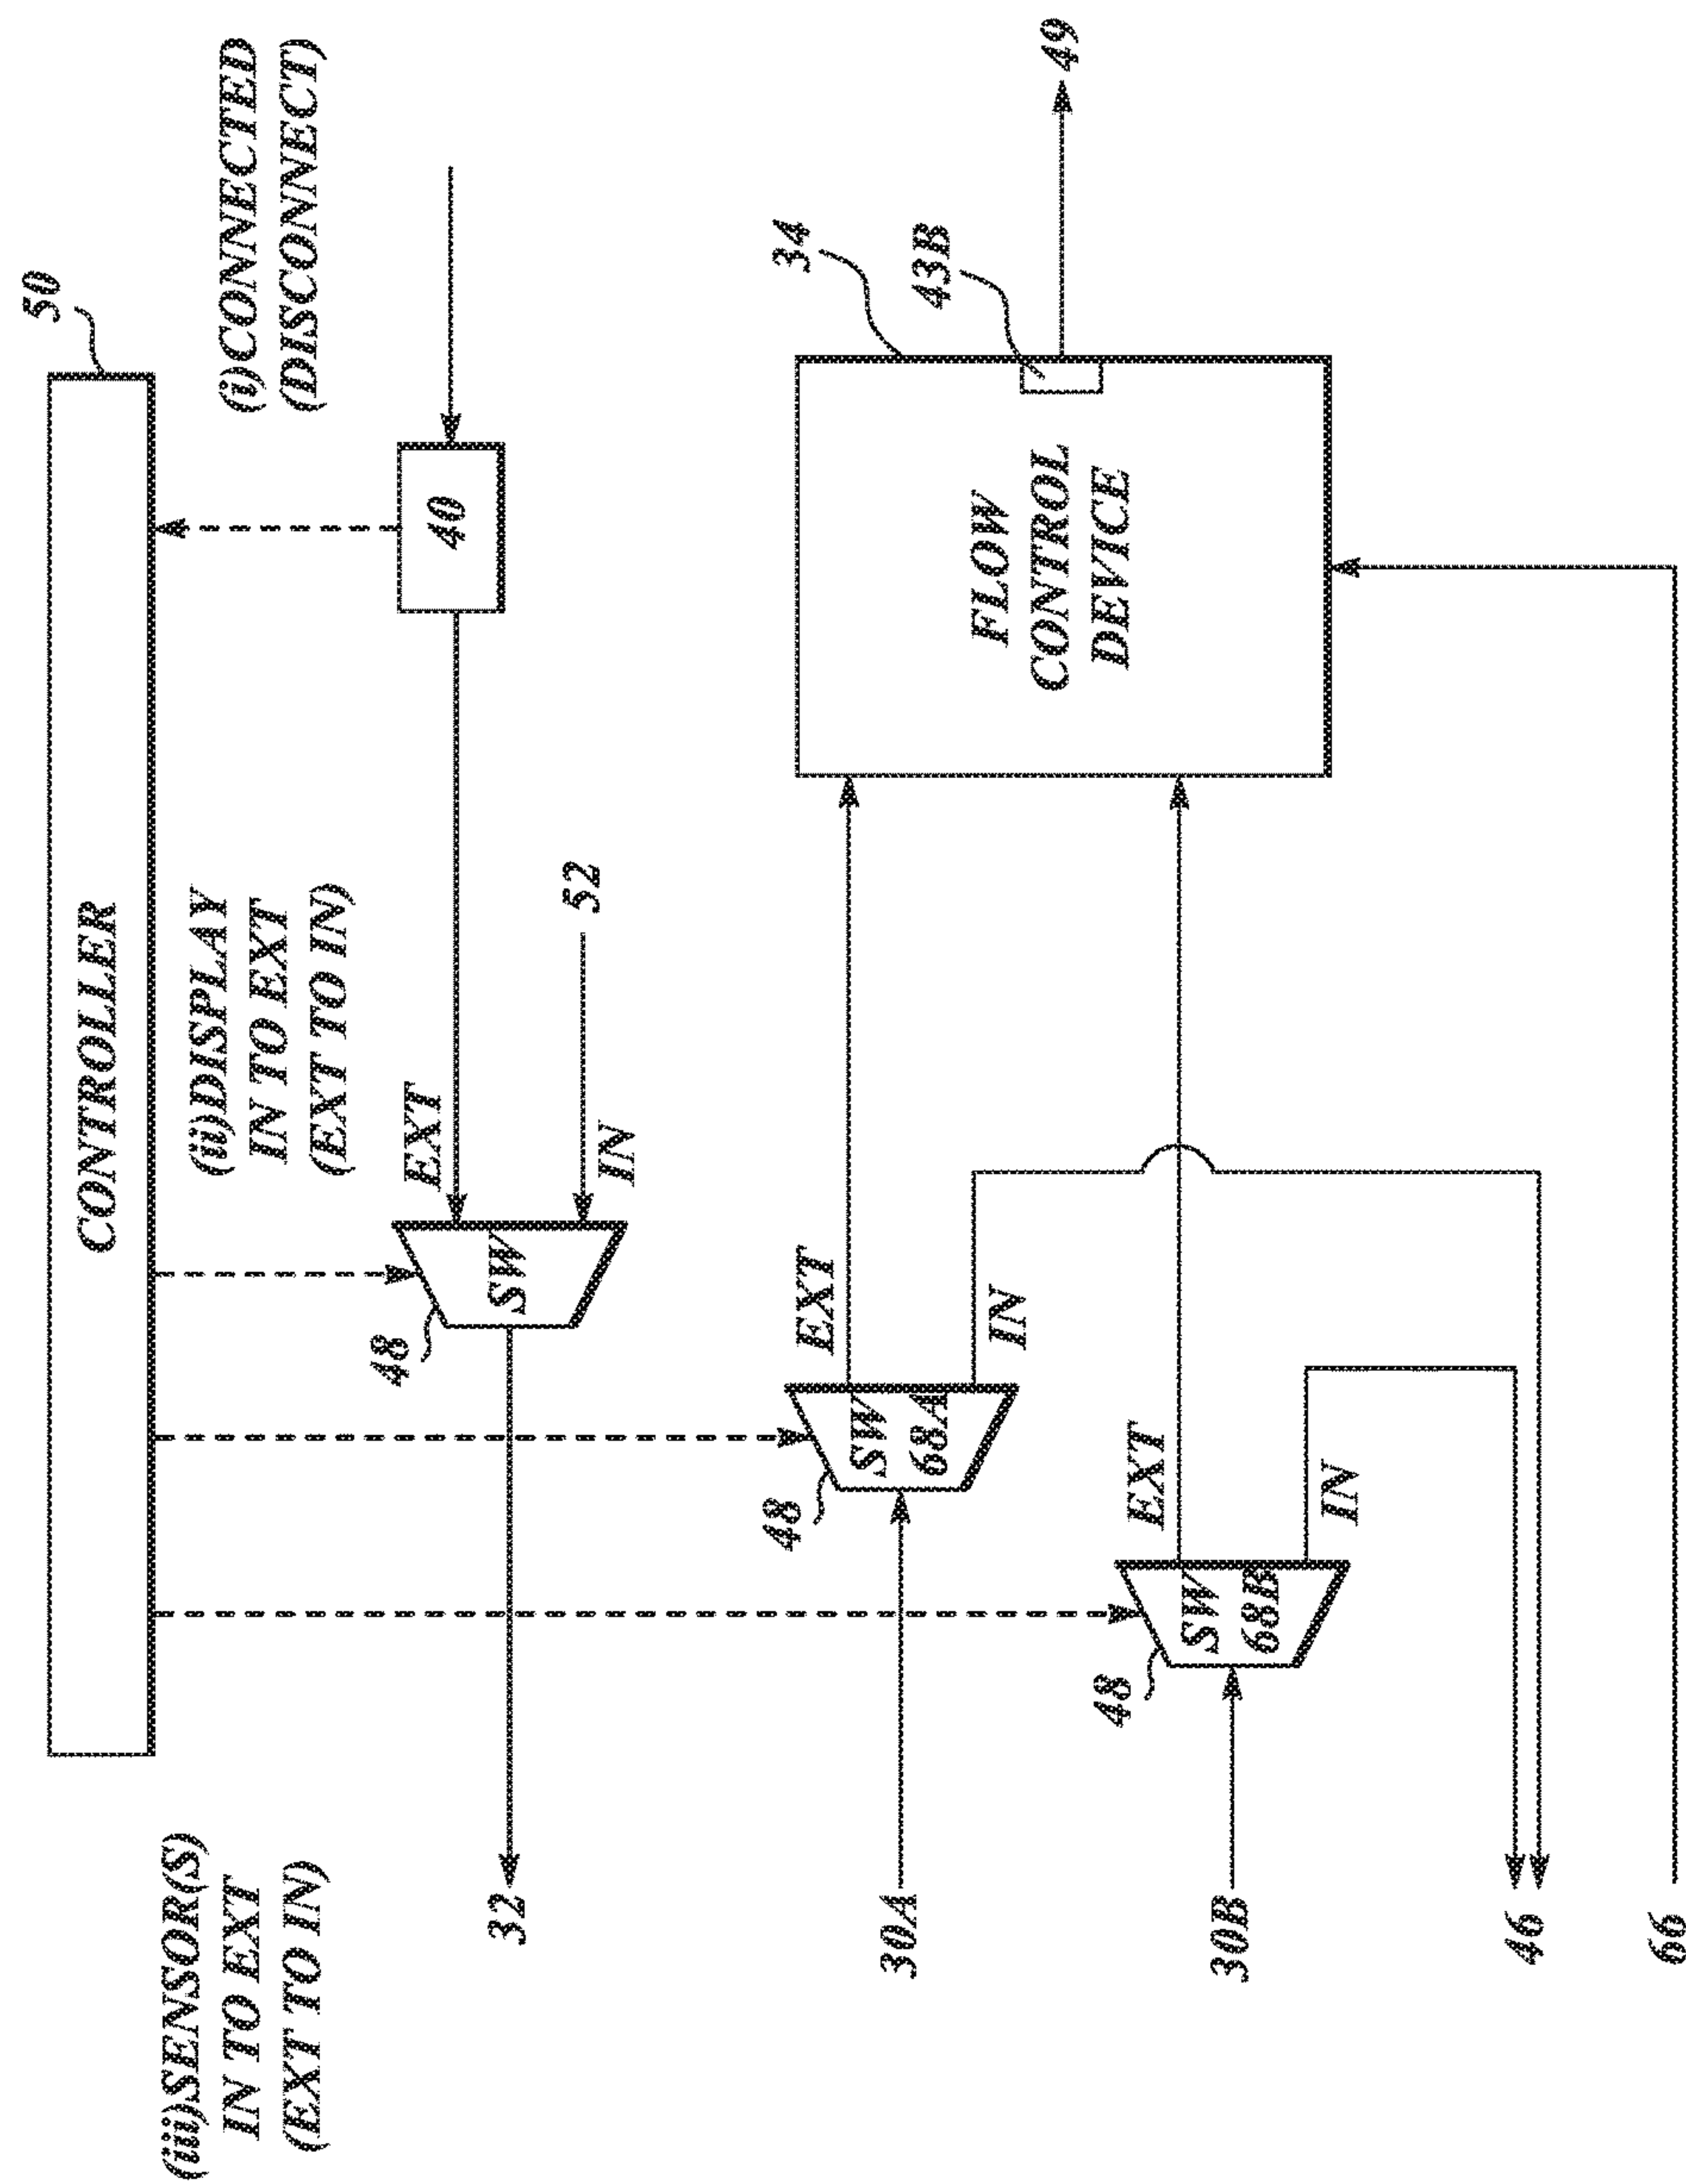 50
CONTROLLER
(i)CONNECTED
(DISCONNECT)
(ii)DISPLAY
IN TO EXT
(EXT TO IN)
(iii)SENSOR(S)
IN TO EXT
(EXT TO IN)
40
EXT
52
IN
48
SW
32
34
43B
49
FLOW
CONTROL
DEVICE
EXT
IN
48
SW
68A
30A
EXT
IN
48
SW
68B
30B
46
66